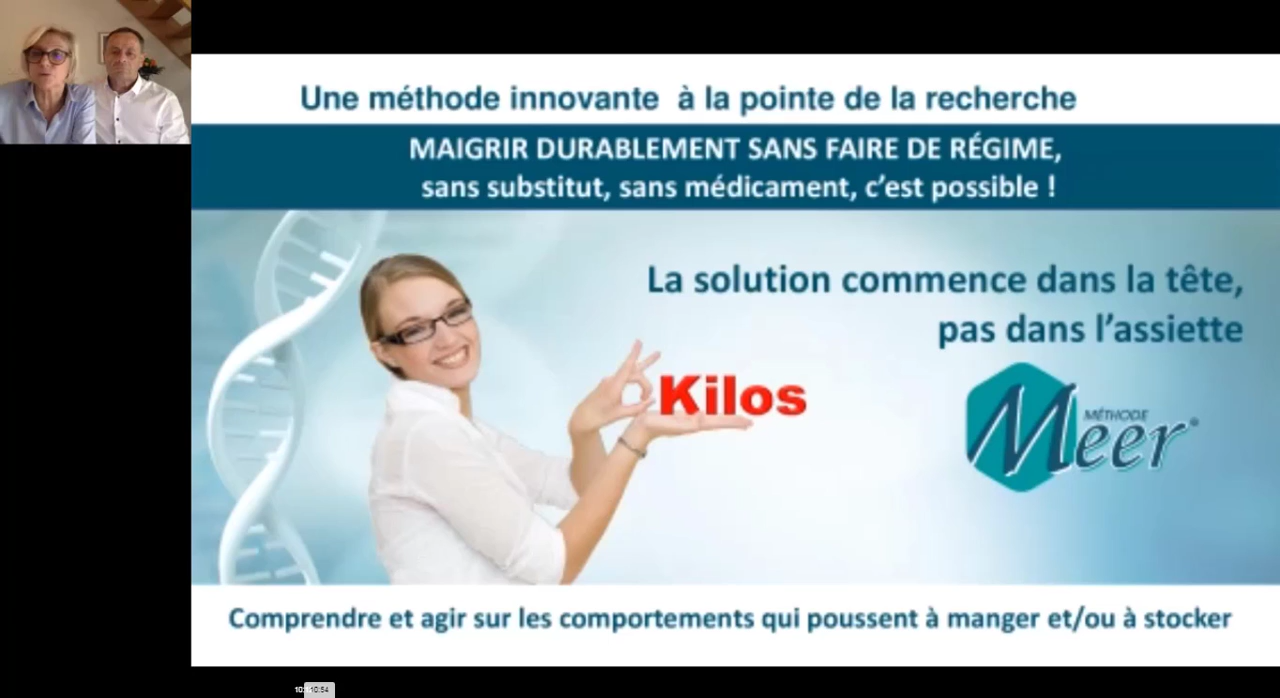 Une méthode innovante à la pointe de la recherche
MAIGRIR DURABLEMENT SANS FAIRE DE RÉGIME,
sans substitut, sans médicament, c’est possible !
La solution commence dans la tête,
pas dans l’assiette
Kilos
MÉTHODE
Meer®
Comprendre et agir sur les comportements qui poussent à manger et/ou à stocker
10:54